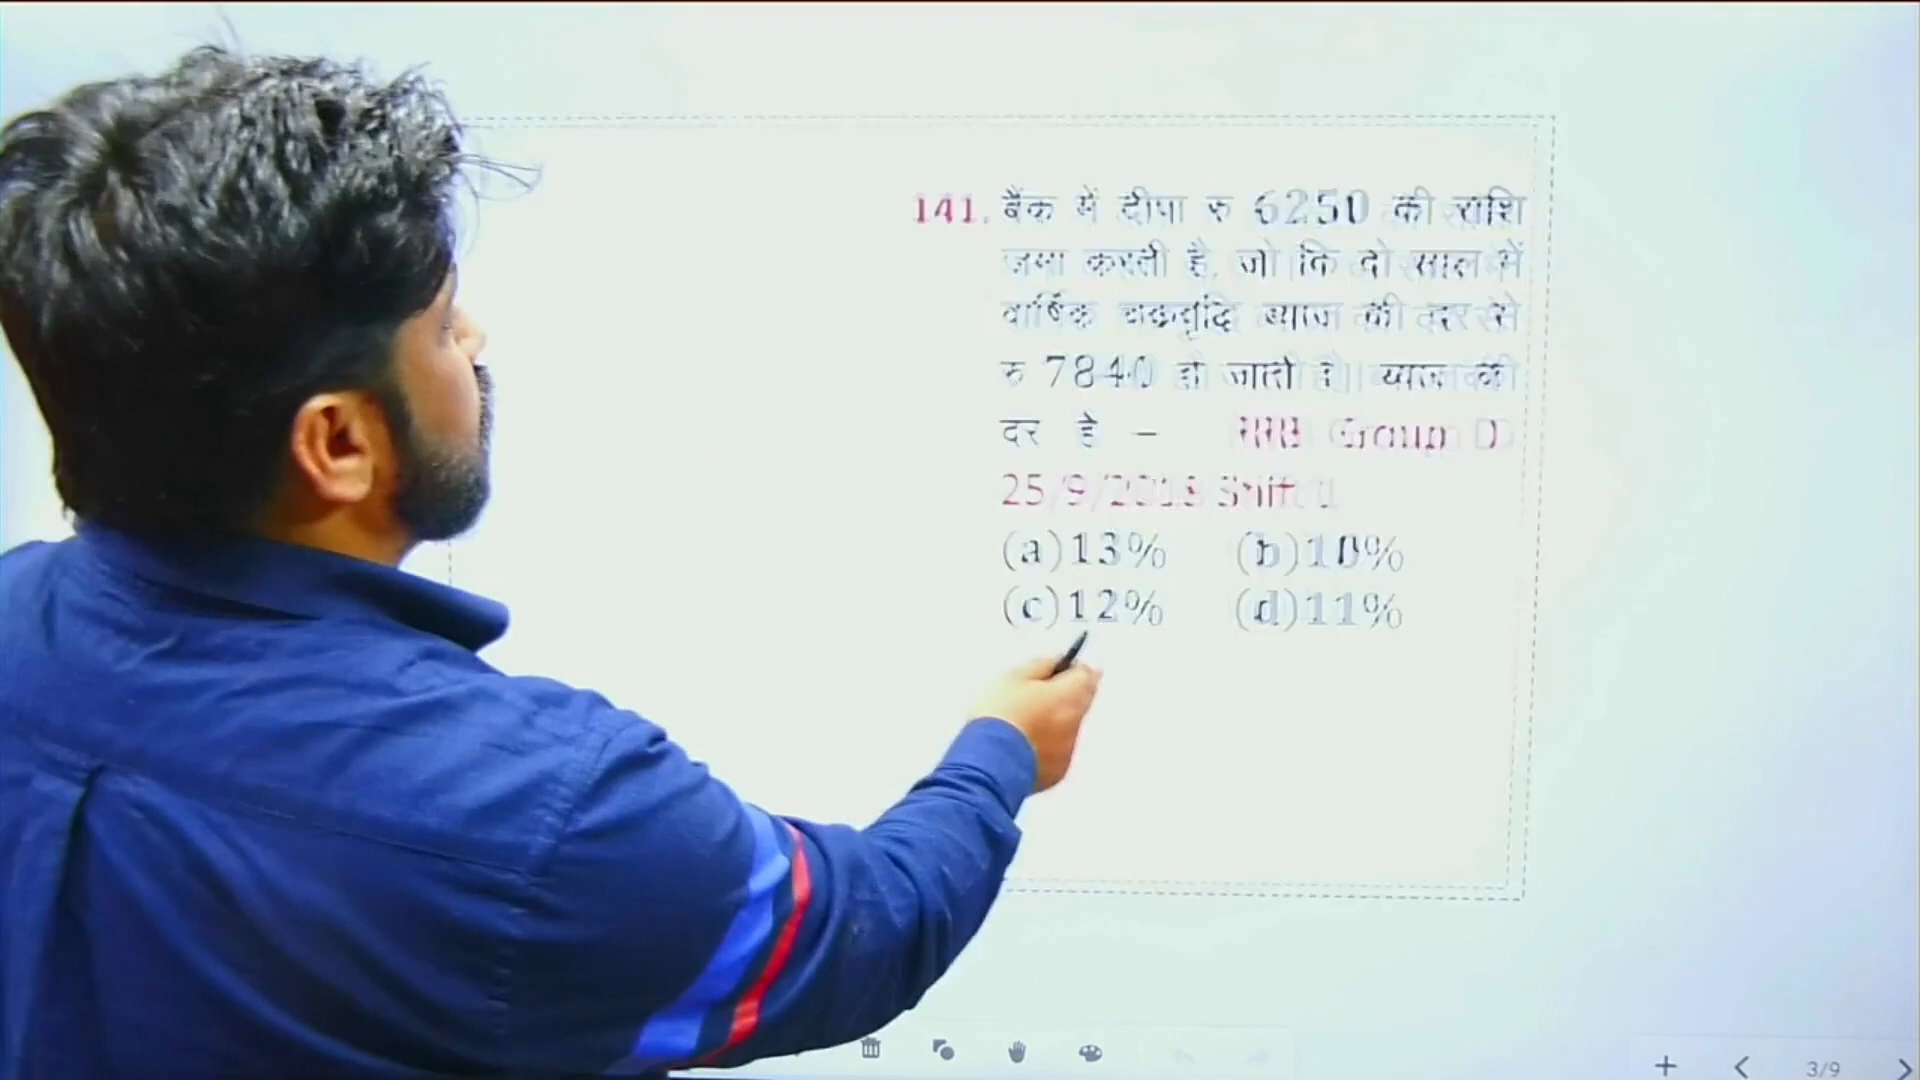 141. बैंक में दीपा रु 6250 की राशि
जमा करती है, जो कि दो साल में
वार्षिक चक्रवृद्धि ब्याज की दर से
रु 7840 हो जाती है। ब्याज की
दर है – RRB Group D
25/9/2018 Shift 1
(a) 13% (b) 10%
(c) 12% (d) 11%
3/9